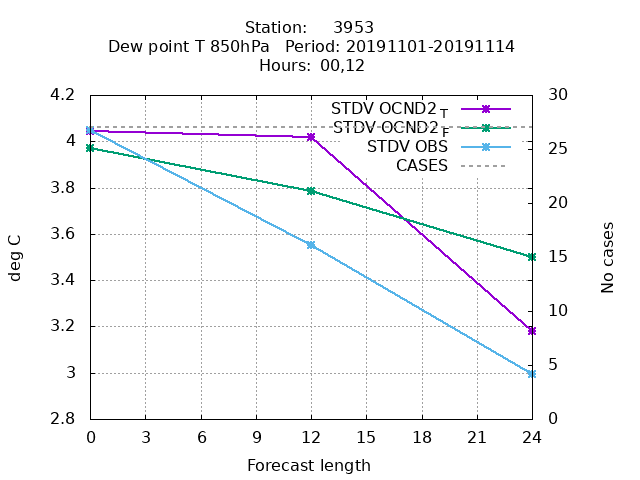 Station: 3953
Dew point T 850hPa Period: 20191101-20191114
Hours: 00,12
4.2
4
3.8
3.6
3.4
3.2
3
2.8
deg C
0 3 6 9 12 15 18 21 24
Forecast length
30
25
20
15
10
5
0
No cases
STDV OCND2_T
STDV OCND2_F
STDV OBS
CASES